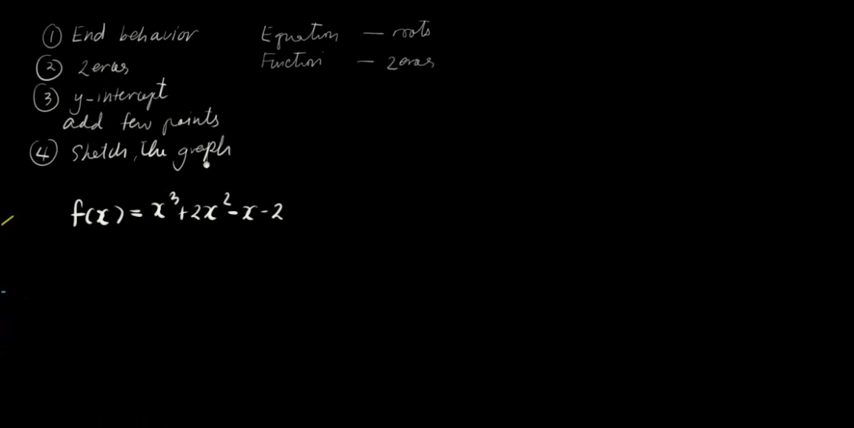 ① End behavior Equation — roots
② Zeros Function — zeros
③ y-intercept
add few points
④ Sketch, the graph
f(x) = x³+2x²-x-2